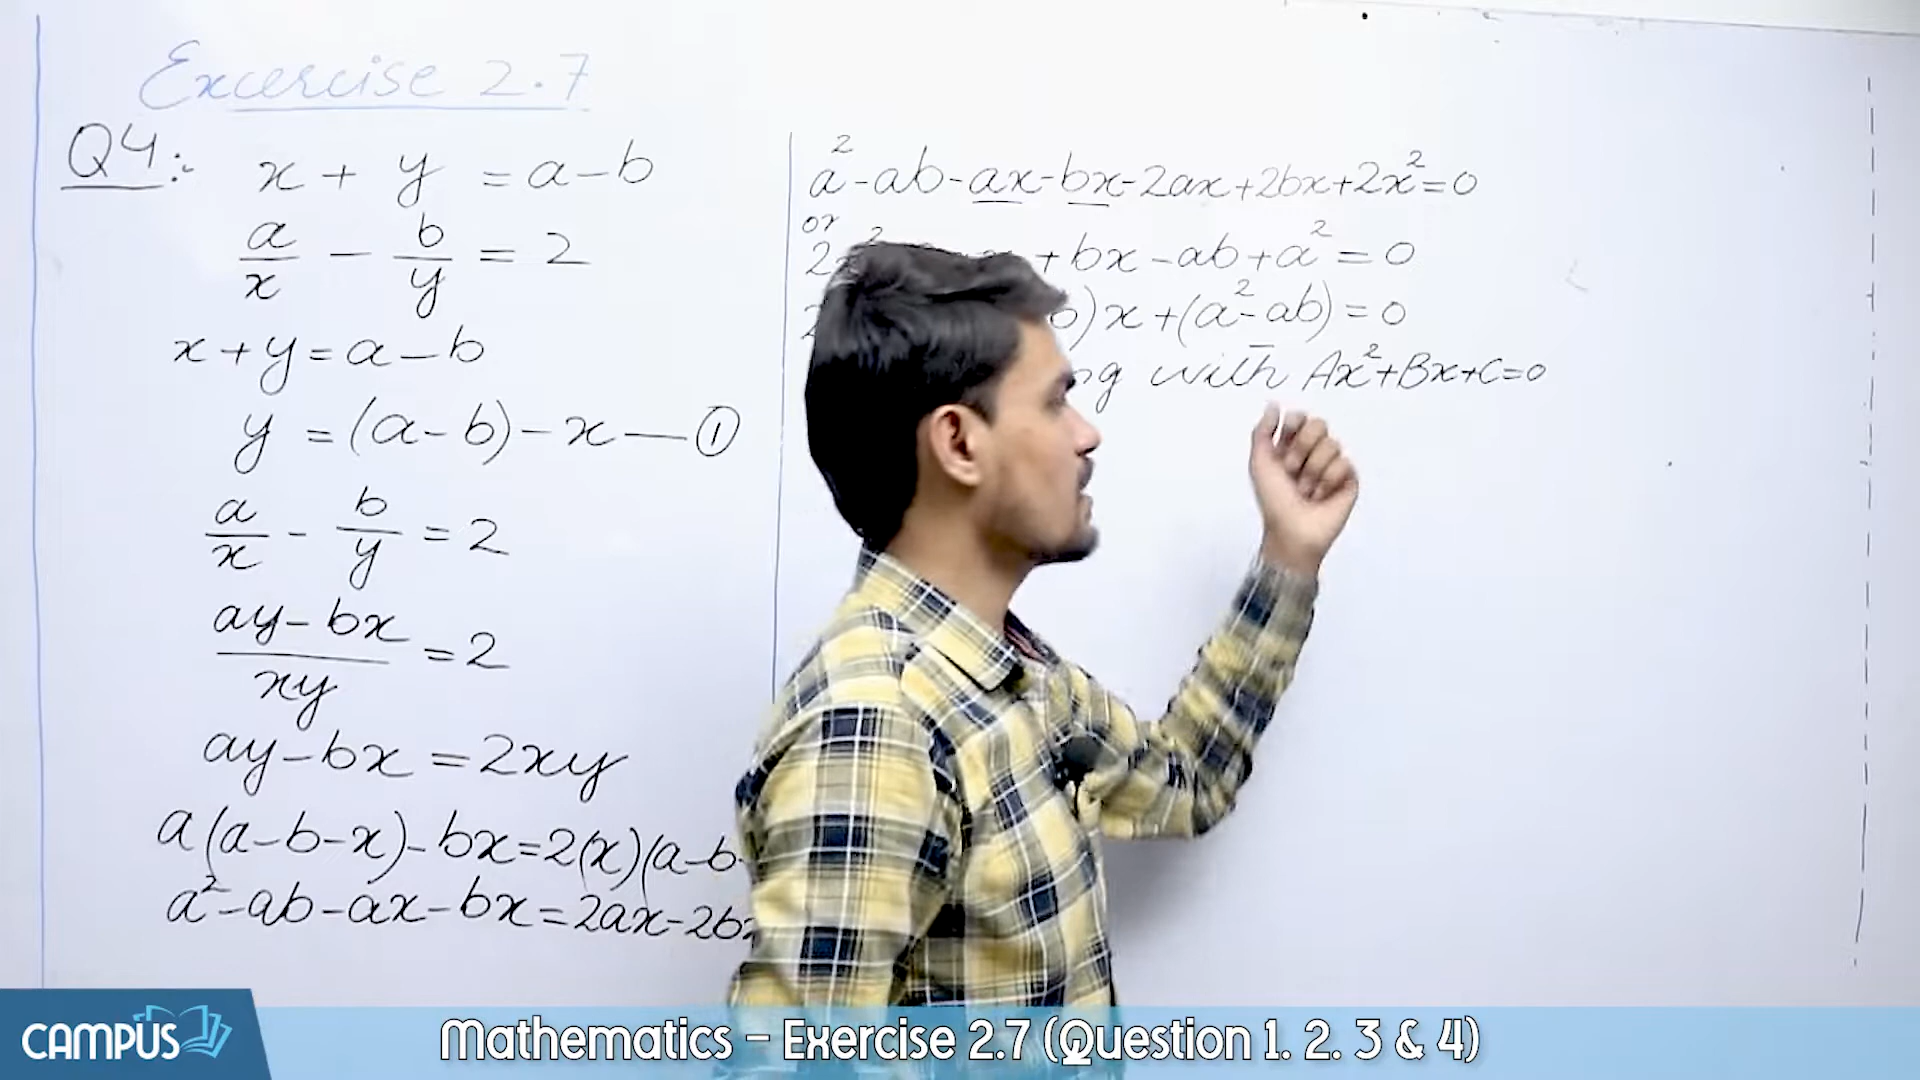 Excercise 2.7
Q4:-
x + y = a-b
a/x - b/y = 2
x+y = a-b
y = (a-b)-x — ①
a/x - b/y = 2
ay-bx/xy = 2
ay-bx = 2xy
a(a-b-x)-bx=2(x)(a-b-
a²-ab-ax-bx=2ax-2b
a²-ab-ax-bx-2ax+2bx+2x²=0
or
+bx-ab+a²=0
)x+(a²-ab)=0
with Ax²+Bx+C=0
CAMPUS
Mathematics – Exercise 2.7 (Question 1. 2. 3 & 4)